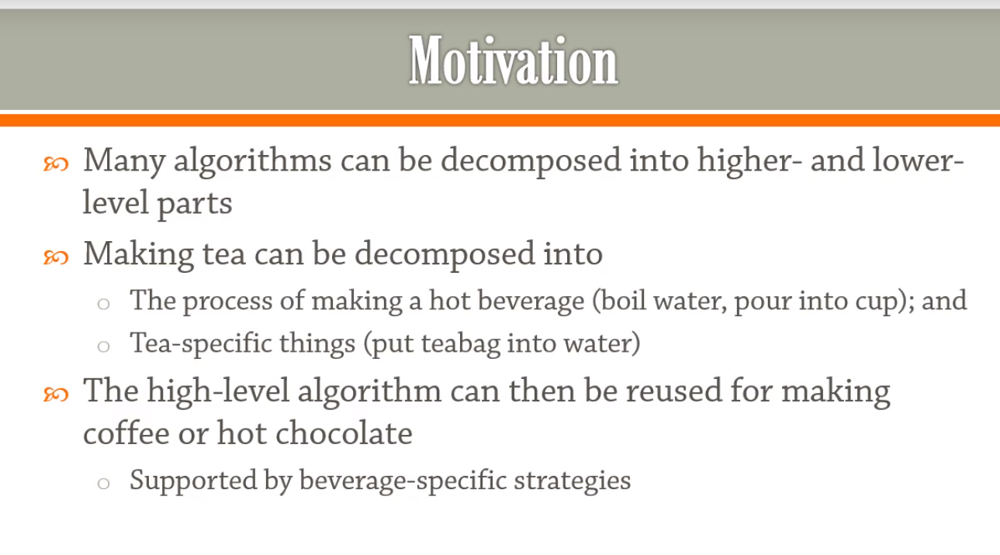 Motivation
Many algorithms can be decomposed into higher- and lower-
level parts
Making tea can be decomposed into
The process of making a hot beverage (boil water, pour into cup); and
Tea-specific things (put teabag into water)
The high-level algorithm can then be reused for making
coffee or hot chocolate
Supported by beverage-specific strategies